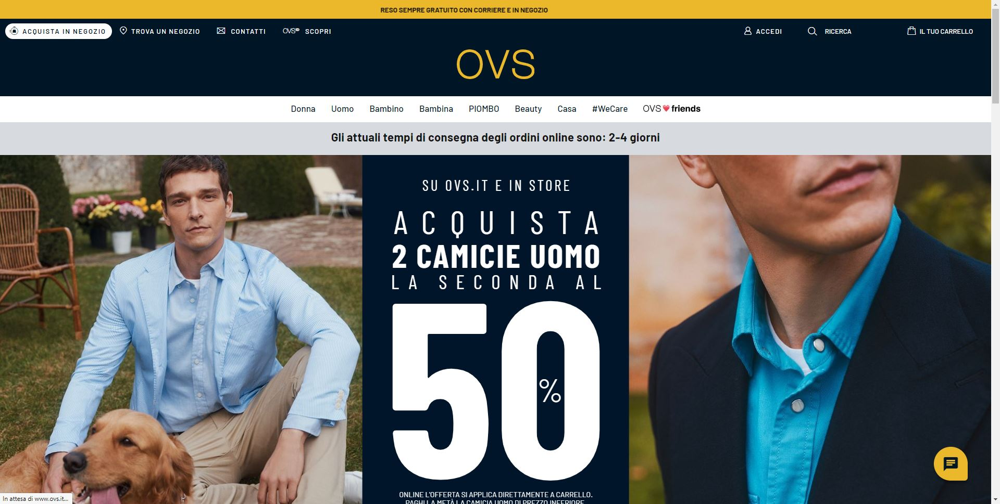 RESO SEMPRE GRATUITO CON CORRIERE E IN NEGOZIO
ACQUISTA IN NEGOZIO TROVA UN NEGOZIO CONTATTI OVSID SCOPRI ACCEDI RICERCA IL TUO CARRELLO
OVS
Donna Uomo Bambino Bambina PIOMBO Beauty Casa #WeCare OVS friends
Gli attuali tempi di consegna degli ordini online sono: 2-4 giorni
SU OVS.IT E IN STORE
ACQUISTA
2 CAMICIE UOMO
LA SECONDA AL
50%
ONLINE L'OFFERTA SI APPLICA DIRETTAMENTE A CARRELLO.
PAGHI LA METÀ LA CAMICIA UOMO DI PREZZO INFERIORE
In attesa di www.ovs.it...